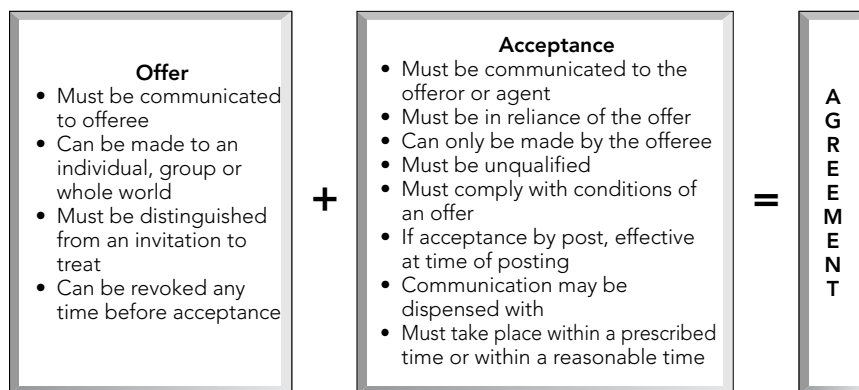 Offer
• Must be communicated
to offeree
• Can be made to an
individual, group or
whole world
• Must be distinguished
from an invitation to
treat
• Can be revoked any
time before acceptance
+
Acceptance
• Must be communicated to the
offeror or agent
• Must be in reliance of the offer
• Can only be made by the offeree
• Must be unqualified
• Must comply with conditions of
an offer
• If acceptance by post, effective
at time of posting
• Communication may be
dispensed with
• Must take place within a prescribed
time or within a reasonable time
=
A
G
R
E
E
M
E
N
T